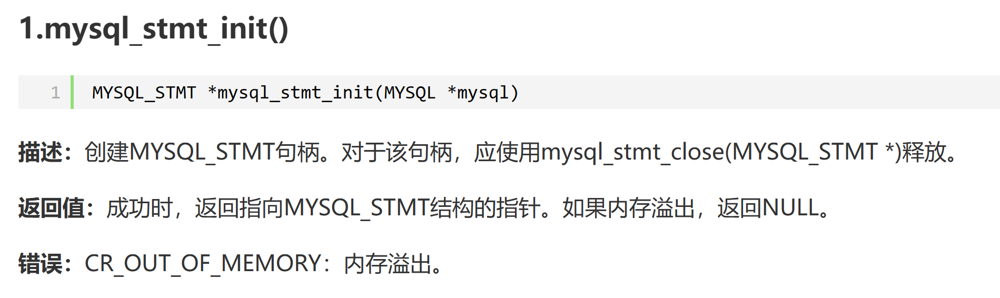 1.mysql_stmt_init()
1 MYSQL_STMT *mysql_stmt_init(MYSQL *mysql)
描述：创建MYSQL_STMT句柄。对于该句柄，应使用mysql_stmt_close(MYSQL_STMT *)释放。
返回值：成功时，返回指向MYSQL_STMT结构的指针。如果内存溢出，返回NULL。
错误：CR_OUT_OF_MEMORY：内存溢出。